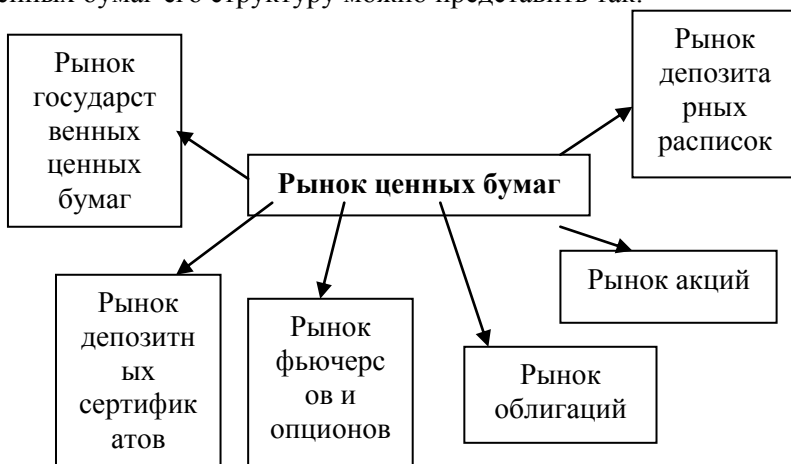 ценных бумаг его структуру можно представить так:
Рынок
государст
венных
ценных
бумаг
Рынок
депозита
рных
расписок
Рынок ценных бумаг
Рынок акций
Рынок
депозитн
ых
сертифик
атов
Рынок
фьючерс
ов и
опционов
Рынок
облигаций